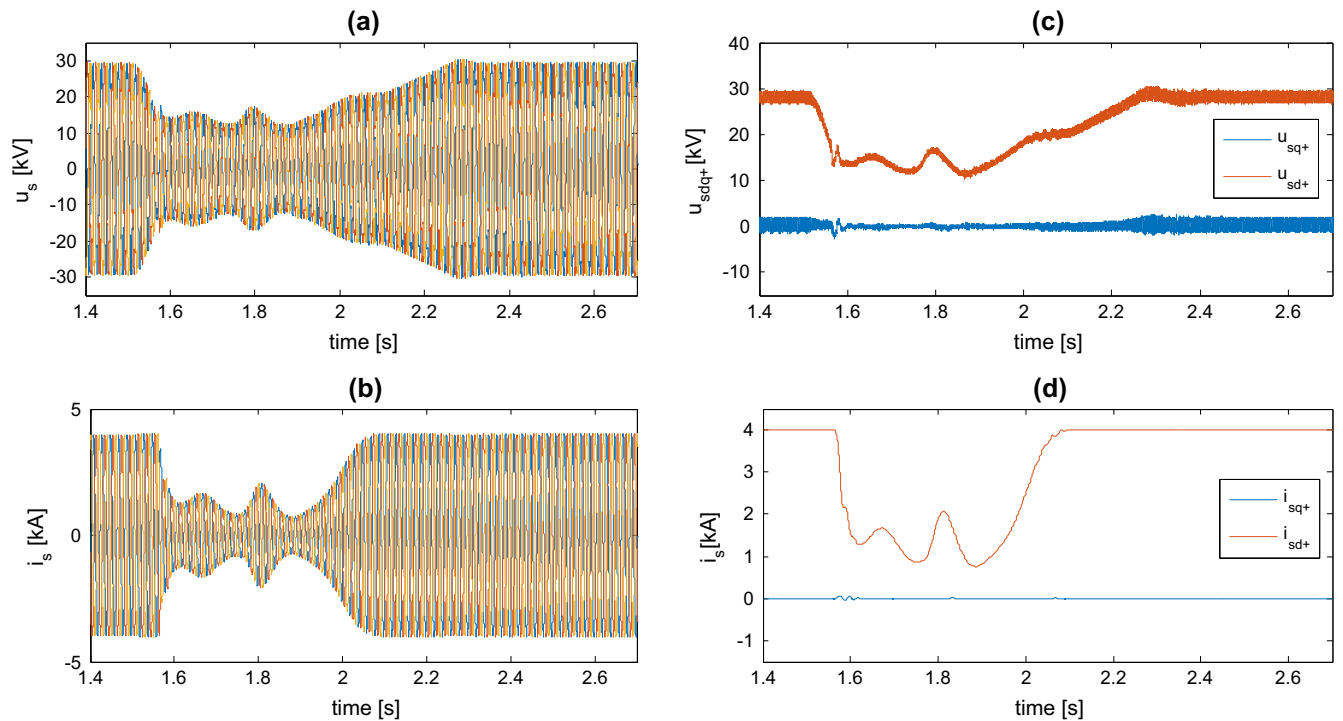 (a)
u_s [kV]
30
20
10
0
-10
-20
-30
1.4 1.6 1.8 2 2.2 2.4 2.6
time [s]
(c)
u_sdq+ [kV]
40
30
20
10
0
-10
u_sq+
u_sd+
1.4 1.6 1.8 2 2.2 2.4 2.6
time [s]
(b)
i_s [kA]
5
0
-5
1.4 1.6 1.8 2 2.2 2.4 2.6
time [s]
(d)
i_s[kA]
4
3
2
1
0
-1
i_sq+
i_sd+
1.4 1.6 1.8 2 2.2 2.4 2.6
time [s]